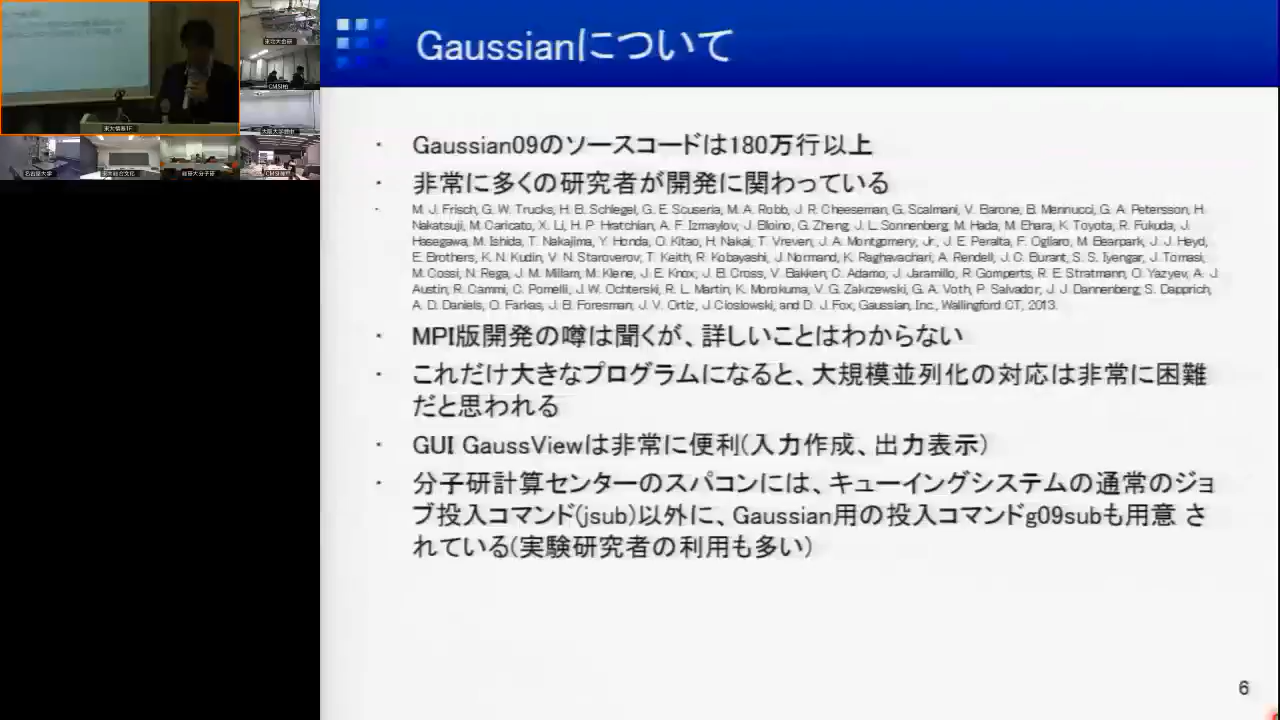 Gaussianについて
・ Gaussian09のソースコードは180万行以上
・ 非常に多くの研究者が開発に関わっている
・ M. J. Frisch, G. W. Trucks, H. B. Schlegel, G. E. Scuseria, M. A. Robb, J. R. Cheeseman, G. Scalmani, V. Barone, B. Mennucci, G. A. Petersson, H.
Nakatsuji, M. Caricato, X. Li, H. P. Hratchian, A. F. Izmaylov, J. Bloino, G. Zheng, J. L. Sonnenberg, M. Hada, M. Ehara, K. Toyota, R. Fukuda, J.
Hasegawa, M. Ishida, T. Nakajima, Y. Honda, O. Kitao, H. Nakai, T. Vreven, J. A. Montgomery, Jr., J. E. Peralta, F. Ogliaro, M. Bearpark, J. J. Heyd,
E. Brothers, K. N. Kudin, V. N. Staroverov, T. Keith, R. Kobayashi, J. Normand, K. Raghavachari, A. Rendell, J. C. Burant, S. S. Iyengar, J. Tomasi,
M. Cossi, N. Rega, J. M. Millam, M. Klene, J. E. Knox, J. B. Cross, V. Bakken, C. Adamo, J. Jaramillo, R. Gomperts, R. E. Stratmann, O. Yazyev, A. J.
Austin, R. Cammi, C. Pomelli, J. W. Ochterski, R. L. Martin, K. Morokuma, V. G. Zakrzewski, G. A. Voth, P. Salvador, J. J. Dannenberg, S. Dapprich,
A. D. Daniels, O. Farkas, J. B. Foresman, J. V. Ortiz, J. Cioslowski, and D. J. Fox, Gaussian, Inc., Wallingford CT, 2013.
・ MPI版開発の噂は聞くが、詳しいことはわからない
・ これだけ大きなプログラムになると、大規模並列化の対応は非常に困難
だと思われる
・ GUI GaussViewは非常に便利(入力作成、出力表示)
・ 分子研計算センターのスパコンには、キューイングシステムの通常のジョ
ブ投入コマンド(jsub)以外に、Gaussian用の投入コマンドg09subも用意 さ
れている(実験研究者の利用も多い)
6
名古屋大学